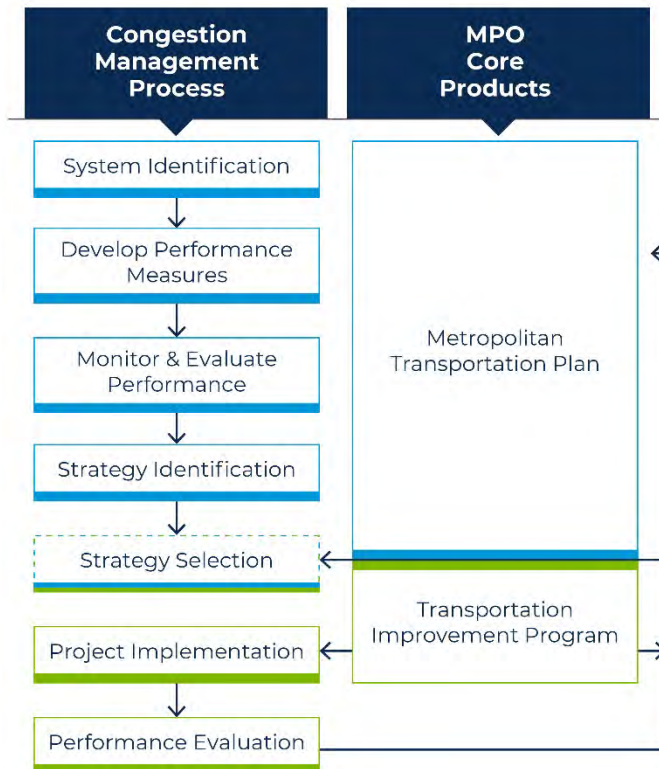 Congestion
Management
Process
MPO
Core
Products
System Identification
Develop Performance
Measures
Monitor & Evaluate
Performance
Strategy Identification
Strategy Selection
Project Implementation
Performance Evaluation
Metropolitan
Transportation Plan
Transportation
Improvement Program